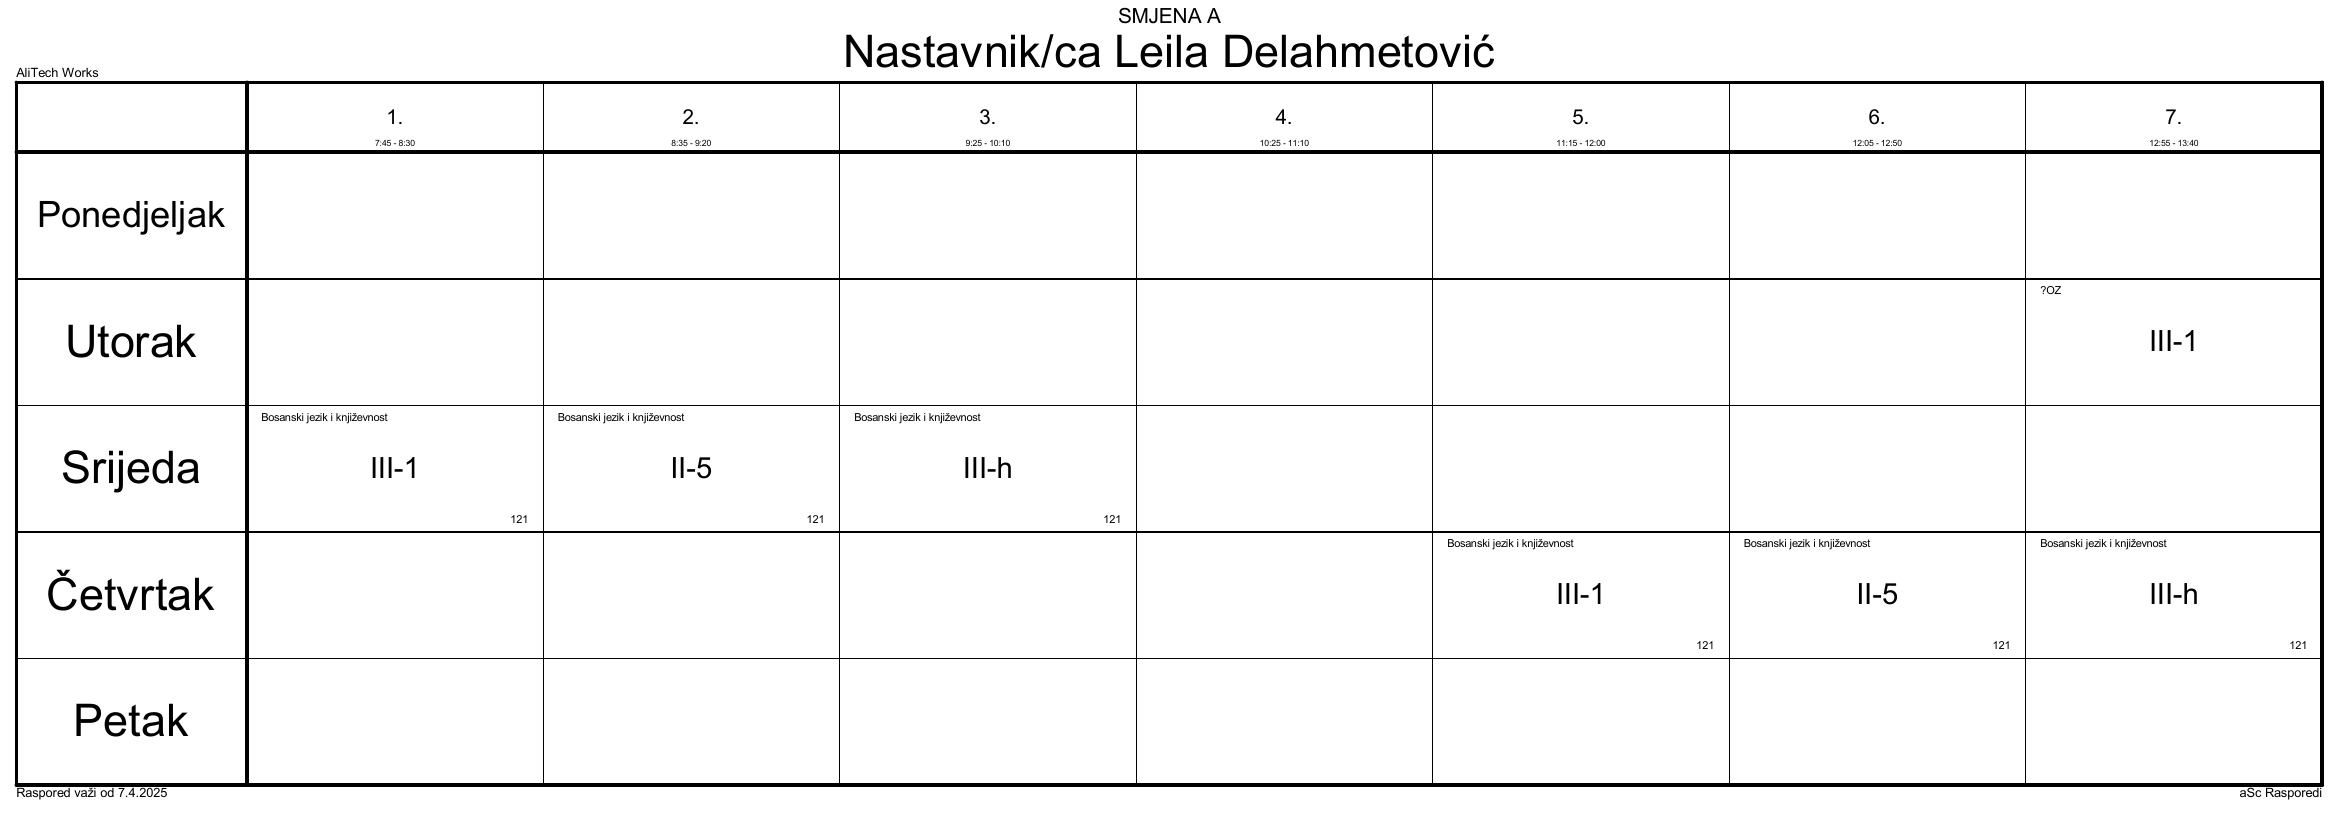 SMJENA A
Nastavnik/ca Leila Delahmetović
AliTech Works
1.
7:45 - 8:30
2.
8:35 - 9:20
3.
9:25 - 10:10
4.
10:25 - 11:10
5.
11:15 - 12:00
6.
12:05 - 12:50
7.
12:55 - 13:40
Ponedjeljak
Utorak
?OZ
III-1
Srijeda
Bosanski jezik i književnost
III-1
121
Bosanski jezik i književnost
II-5
121
Bosanski jezik i književnost
III-h
121
Četvrtak
Bosanski jezik i književnost
III-1
121
Bosanski jezik i književnost
II-5
121
Bosanski jezik i književnost
III-h
121
Petak
Raspored važi od 7.4.2025
aSc Rasporedi